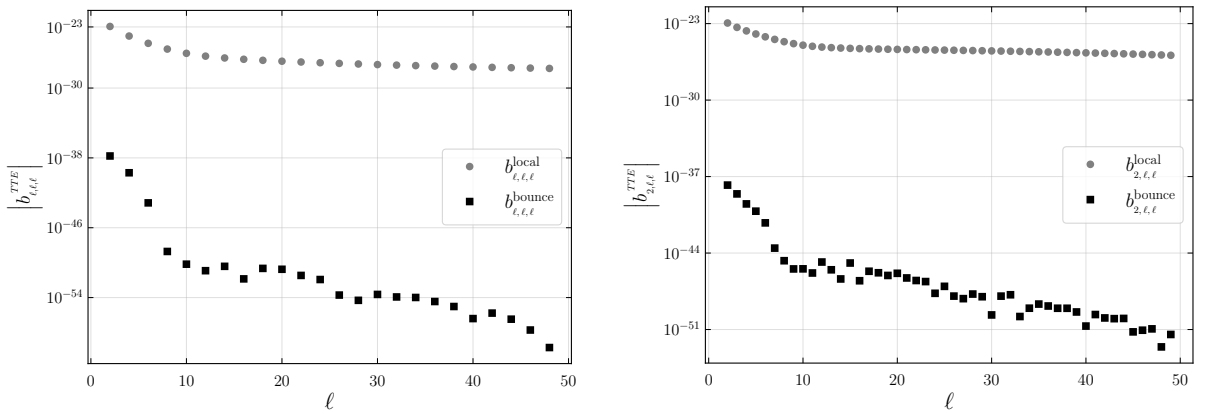 10⁻²³
10⁻³⁰
10⁻³⁸
10⁻⁴⁶
10⁻⁵⁴
|b^{TTE}_{ℓ,ℓ,ℓ}|
b^{local}_{ℓ,ℓ,ℓ}
b^{bounce}_{ℓ,ℓ,ℓ}
0 10 20 30 40 50
ℓ
10⁻²³
10⁻³⁰
10⁻³⁷
10⁻⁴⁴
10⁻⁵¹
|b^{TTE}_{2,ℓ,ℓ}|
b^{local}_{2,ℓ,ℓ}
b^{bounce}_{2,ℓ,ℓ}
0 10 20 30 40 50
ℓ